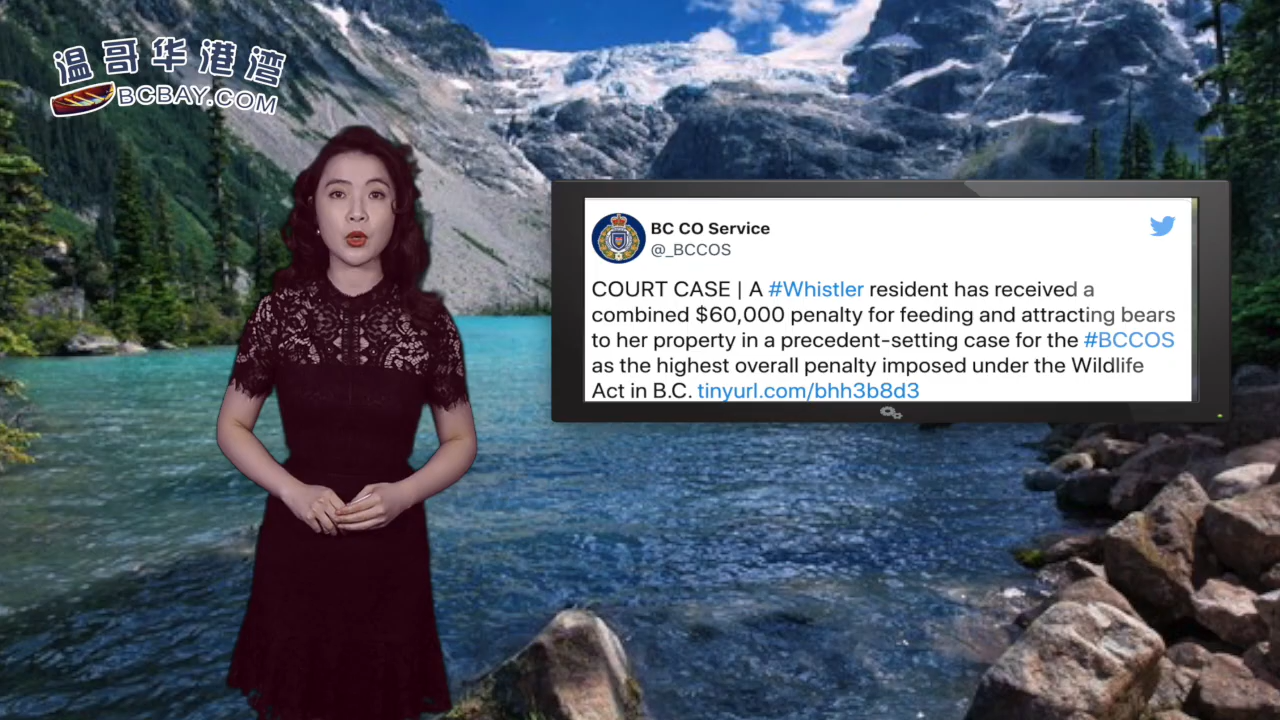 温哥华港湾
BCBAY.COM
BC CO Service
@_BCCOS
COURT CASE | A #Whistler resident has received a
combined $60,000 penalty for feeding and attracting bears
to her property in a precedent-setting case for the #BCCOS
as the highest overall penalty imposed under the Wildlife
Act in B.C. tinyurl.com/bhh3b8d3